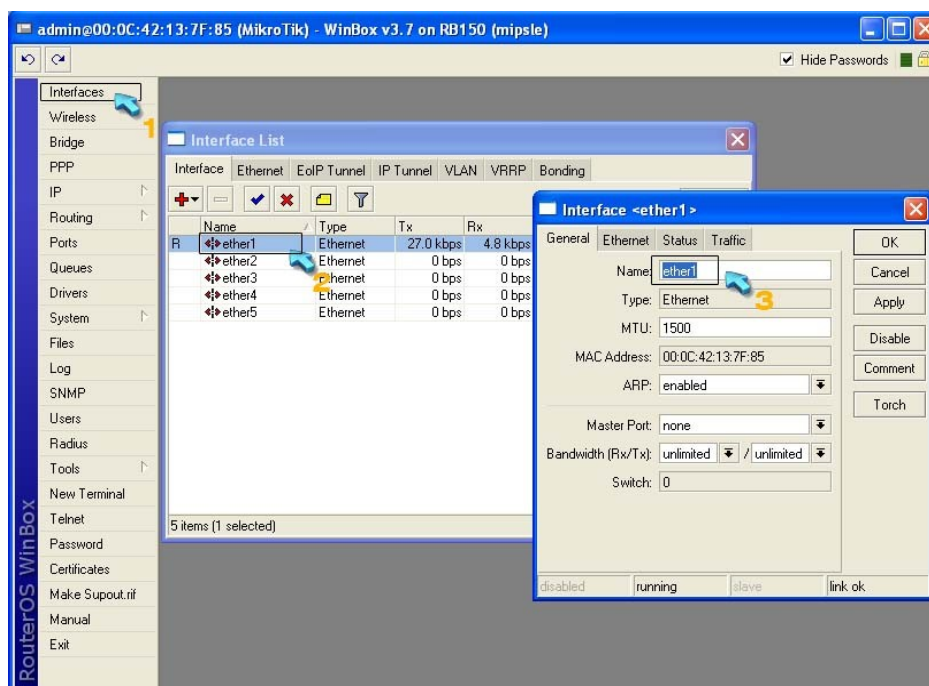 admin@00:0C:42:13:7F:85 (MikroTik) - WinBox v3.7 on RB150 (mipsle)
Hide Passwords
Interfaces
1
Wireless
Bridge
PPP
IP
Routing
Ports
Queues
Drivers
System
Files
Log
SNMP
Users
Radius
Tools
New Terminal
Telnet
Password
Certificates
Make Supout.rif
Manual
Exit
RouterOS WinBox
Interface List
Interface Ethernet EoIP Tunnel IP Tunnel VLAN VRRP Bonding
Name Type Tx Rx
R ether1 Ethernet 27.0 kbps 4.8 kbps
ether2 Ethernet 0 bps 0 bps
2
ether3 Ethernet 0 bps 0 bps
ether4 Ethernet 0 bps 0 bps
ether5 Ethernet 0 bps 0 bps
5 items (1 selected)
Interface <ether1>
General Ethernet Status Traffic
Name: ether1
3
Type: Ethernet
MTU: 1500
MAC Address: 00:0C:42:13:7F:85
ARP: enabled
Master Port: none
Bandwidth (Rx/Tx): unlimited / unlimited
Switch: 0
OK
Cancel
Apply
Disable
Comment
Torch
disabled running slave link ok